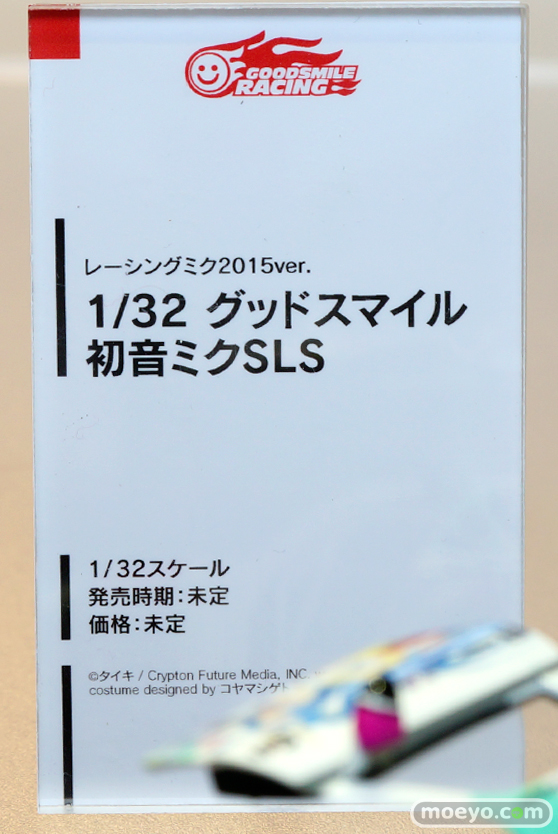 GOODSMILE
RACING
レーシングミク2015ver.
1/32 グッドスマイル
初音ミクSLS
1/32スケール
発売時期:未定
価格:未定
©タイキ / Crypton Future Media, INC.
costume designed by コヤマシゲト
moeyo.com